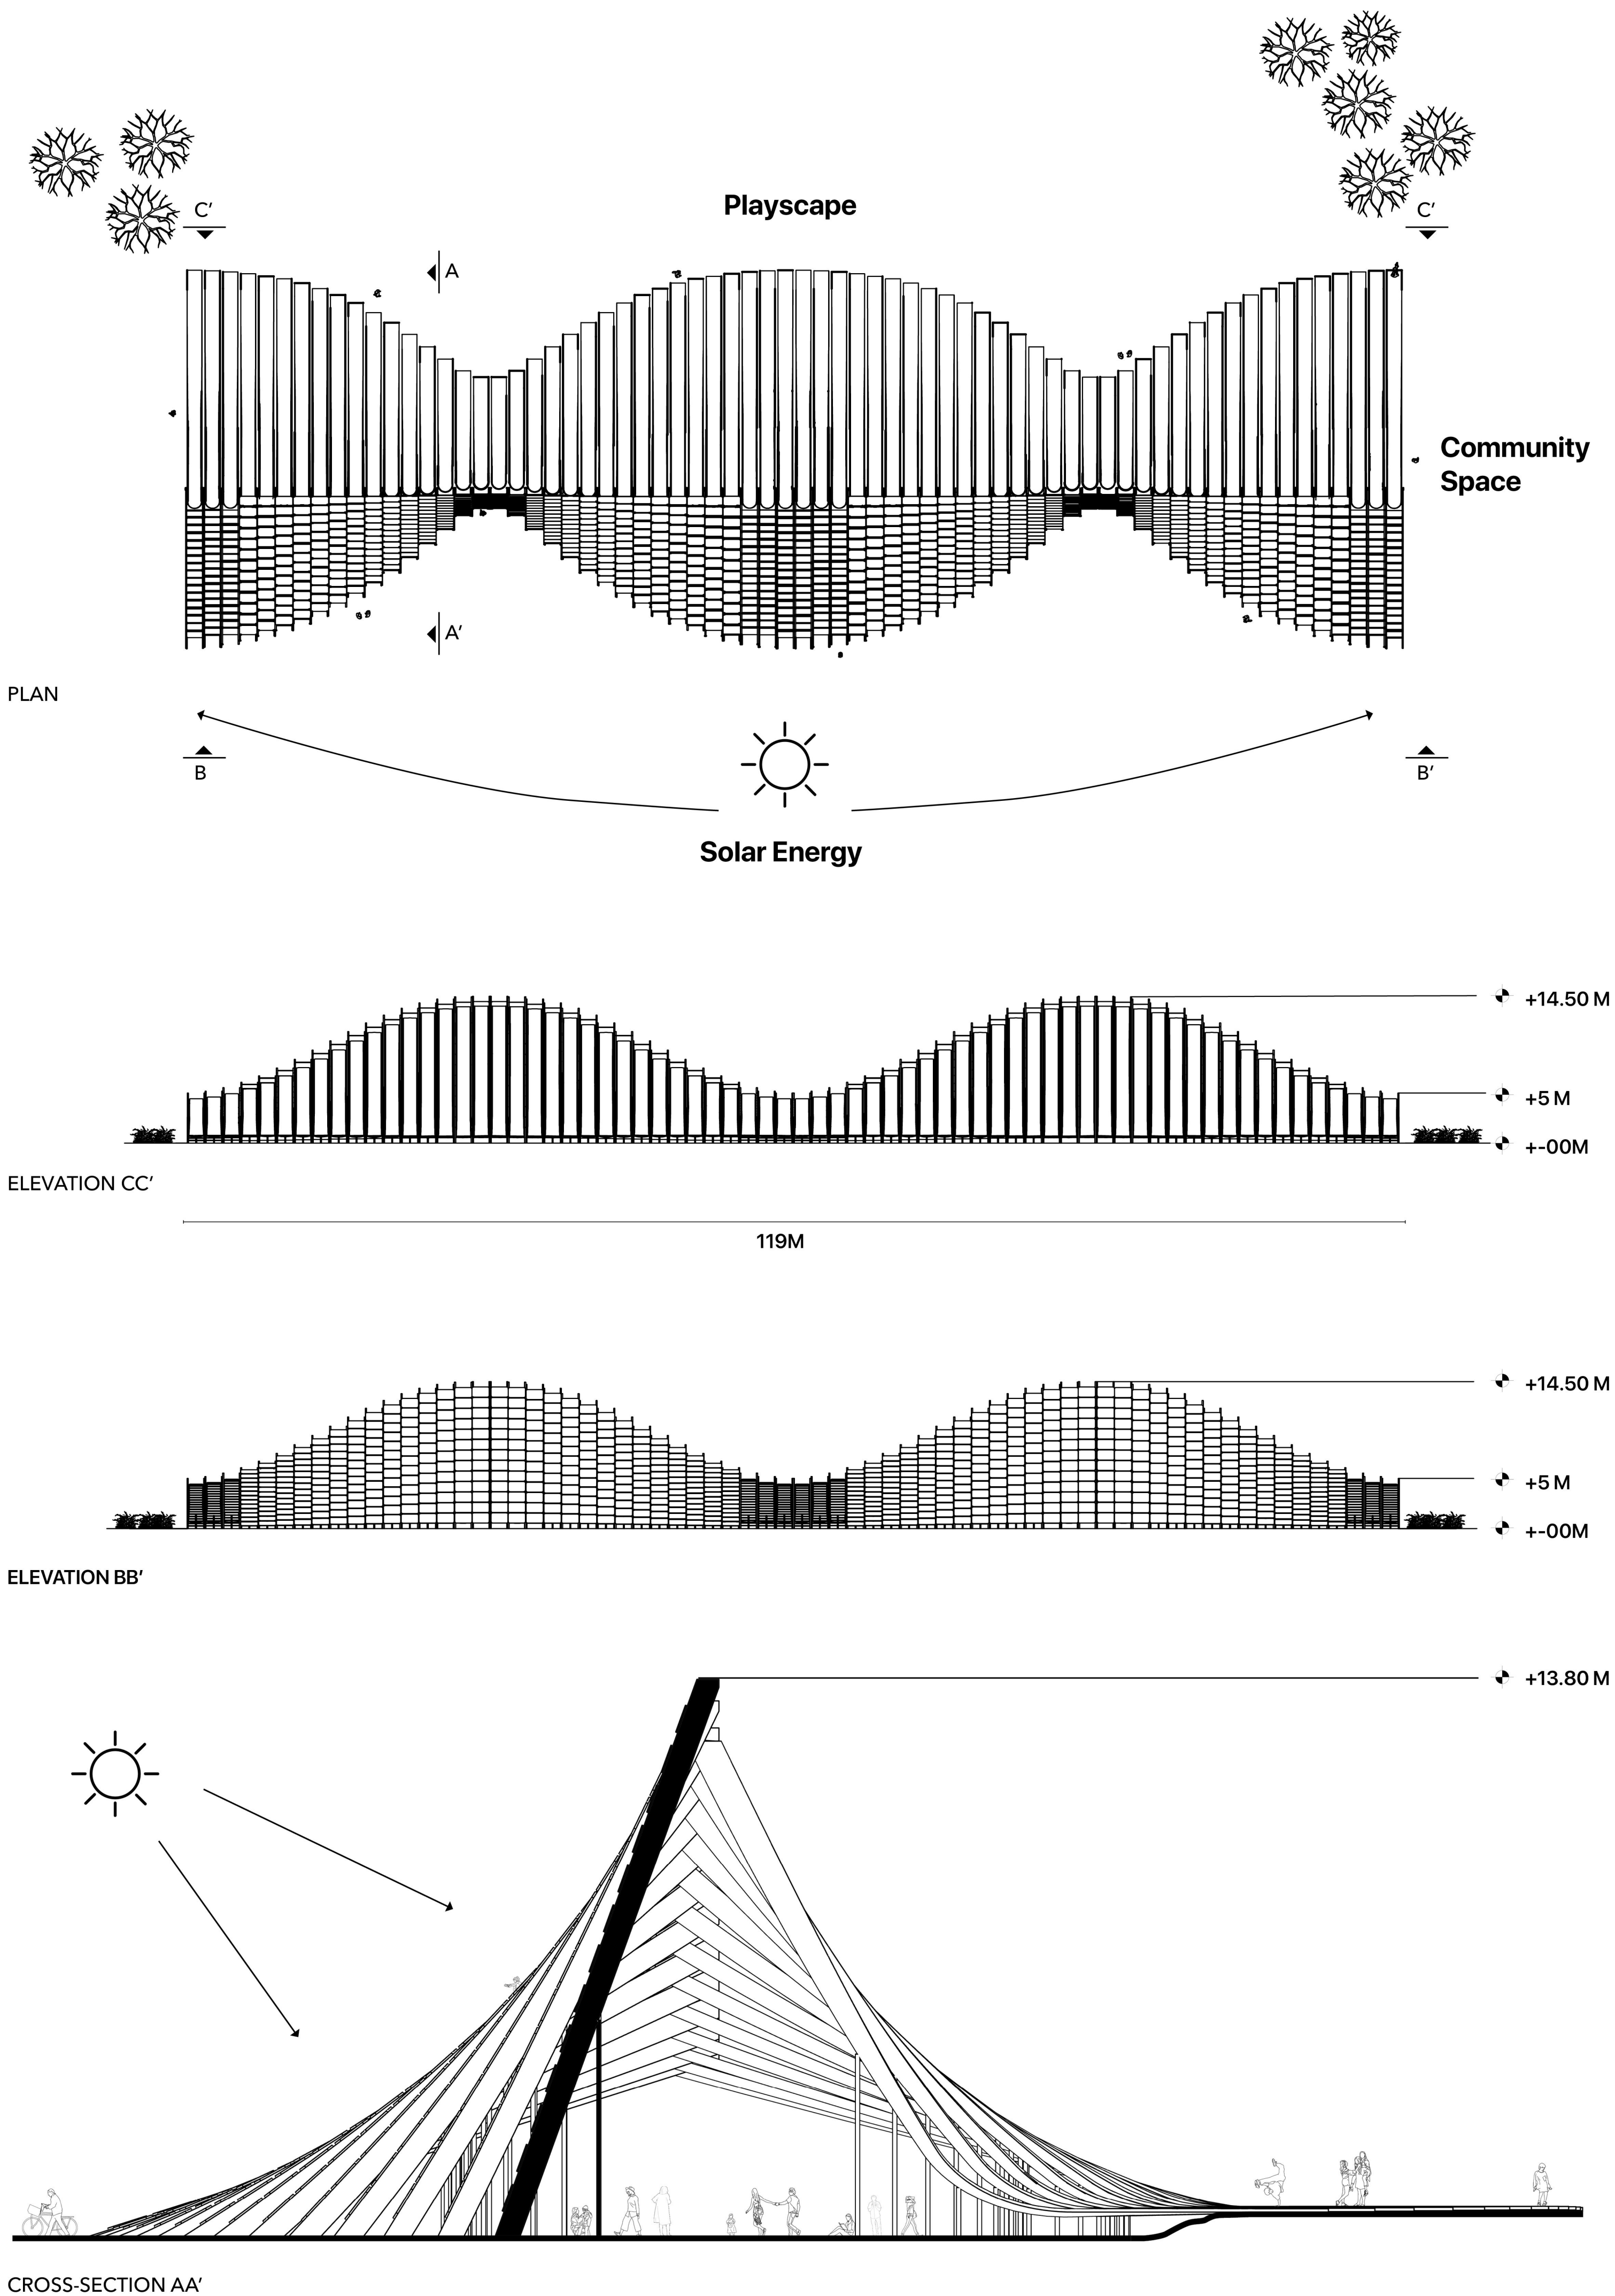 C′
C′
Playscape
A
Community
Space
A′
PLAN
B
B′
Solar Energy
+14.50 M
+5 M
+-00M
ELEVATION CC′
119M
+14.50 M
+5 M
+-00M
ELEVATION BB′
+13.80 M
CROSS-SECTION AA′